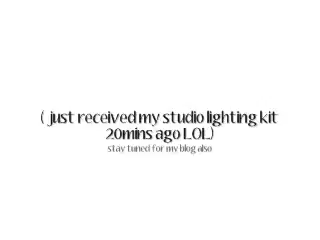 ( just received my studio lighting kit
20mins ago LOL)
stay tuned for my blog also